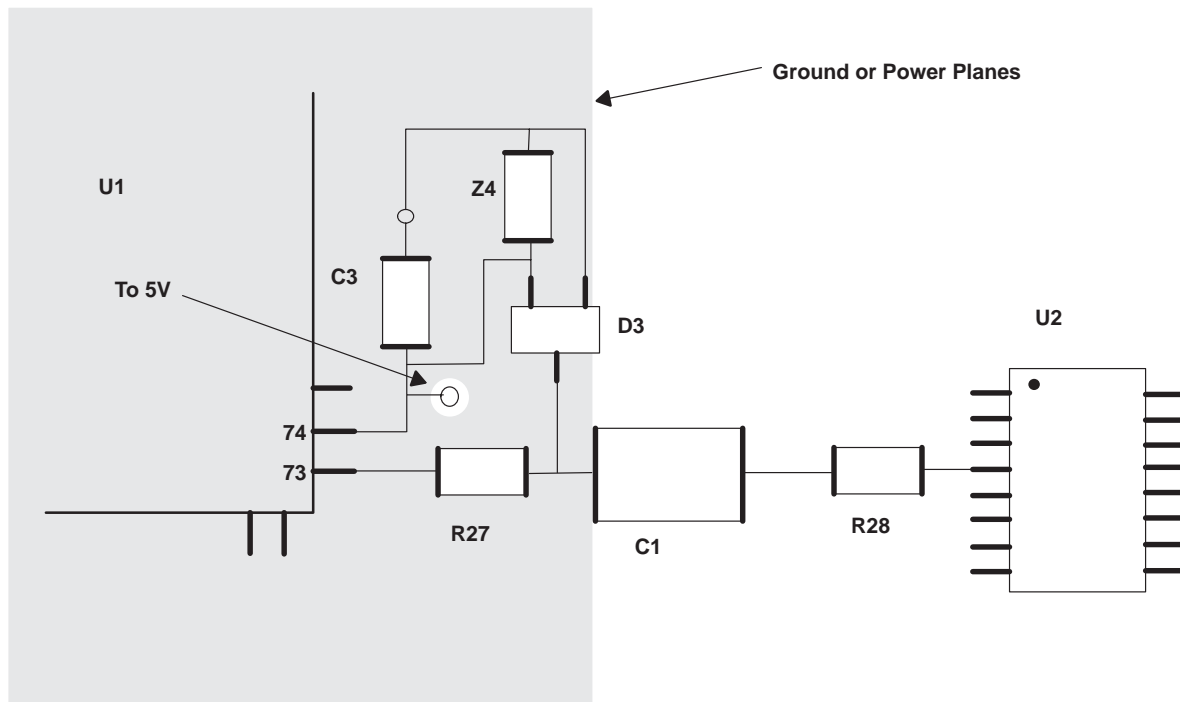 Ground or Power Planes
U1
Z4
C3
To 5V
D3
U2
74
73
R27
R28
C1